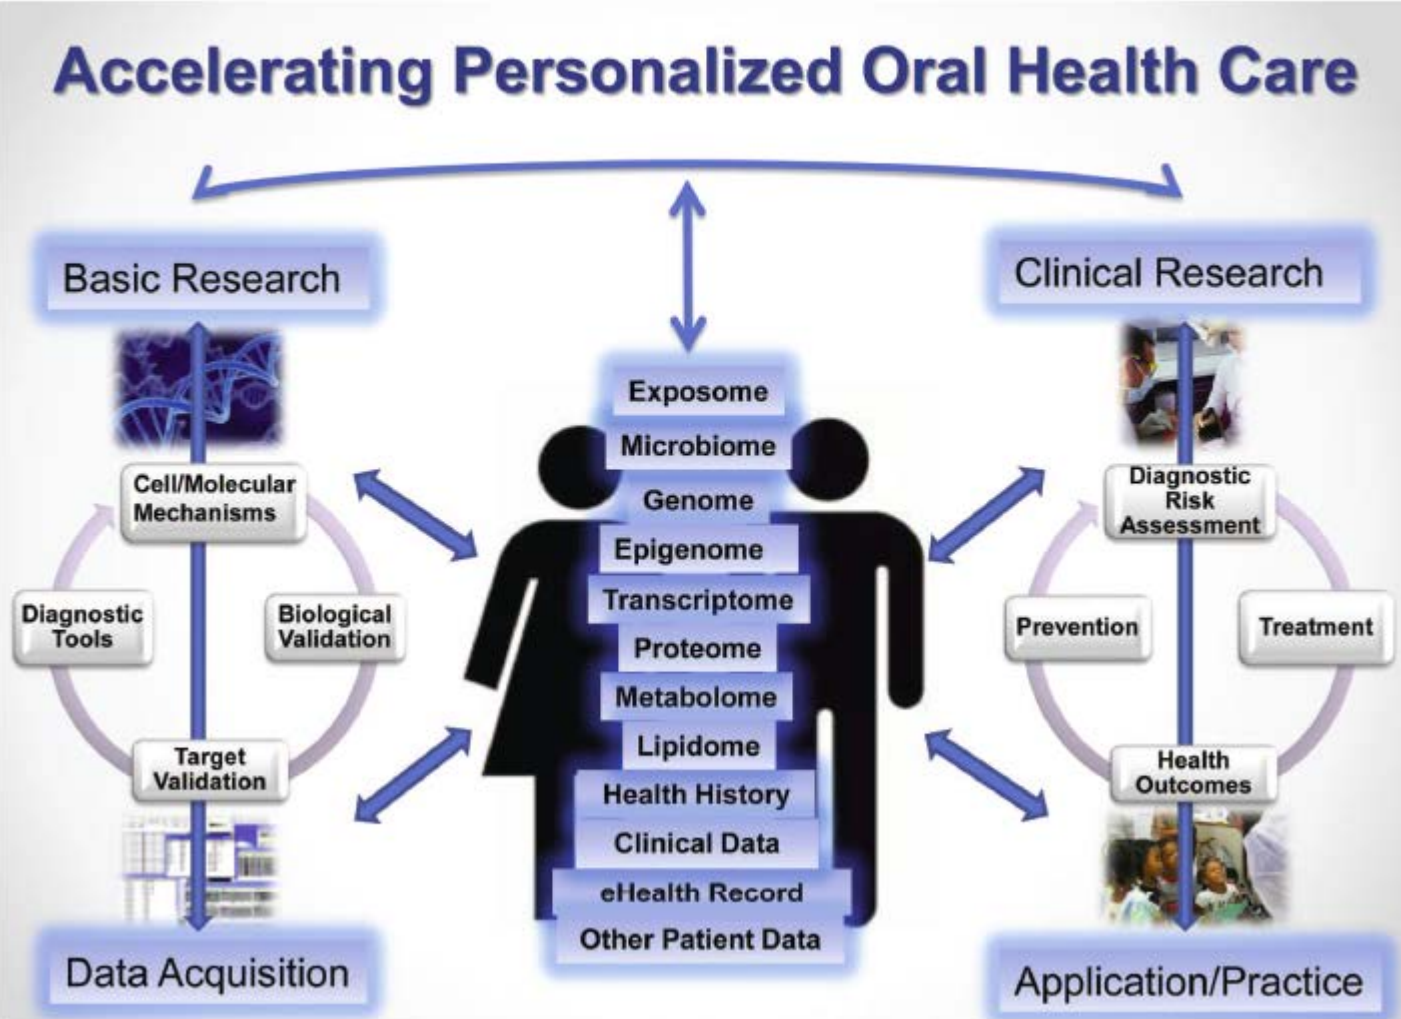 Accelerating Personalized Oral Health Care
Basic Research
Cell/Molecular
Mechanisms
Diagnostic
Tools
Biological
Validation
Target
Validation
Data Acquisition
Exposome
Microbiome
Genome
Epigenome
Transcriptome
Proteome
Metabolome
Lipidome
Health History
Clinical Data
eHealth Record
Other Patient Data
Clinical Research
Diagnostic
Risk
Assessment
Prevention
Treatment
Health
Outcomes
Application/Practice